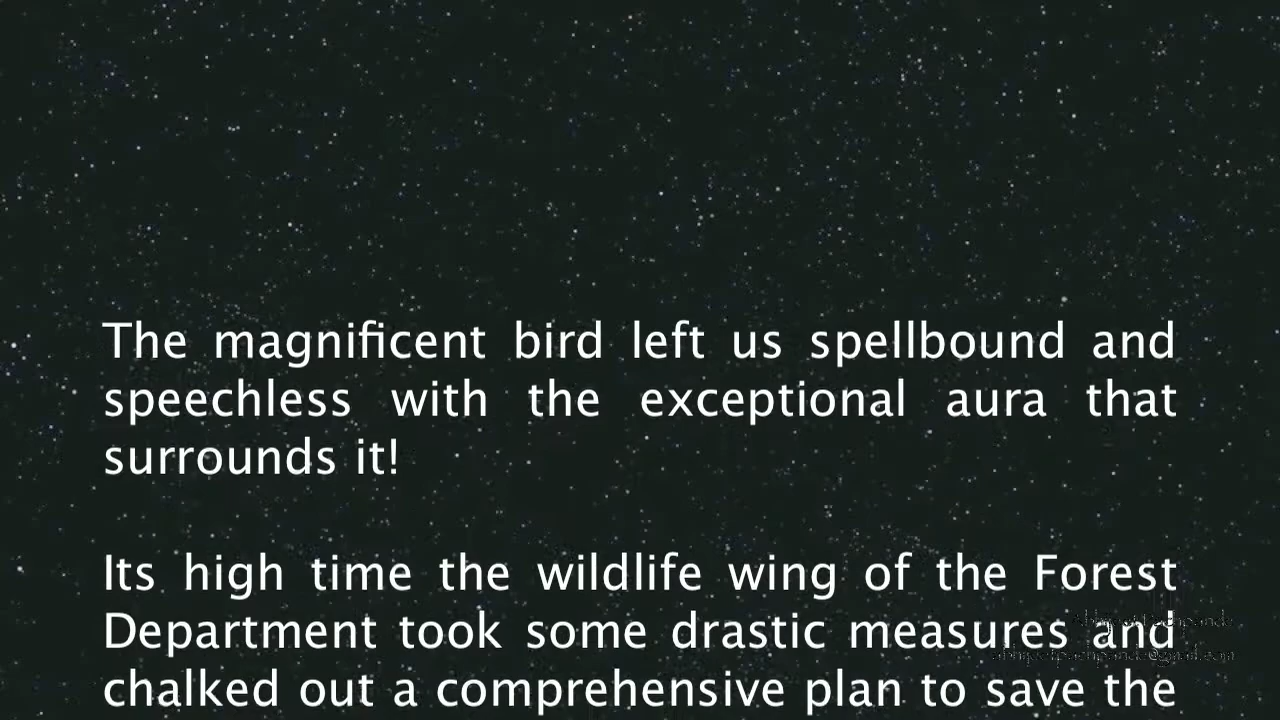 The magnificent bird left us spellbound and
speechless with the exceptional aura that
surrounds it!
Its high time the wildlife wing of the Forest
Department took some drastic measures and
chalked out a comprehensive plan to save the